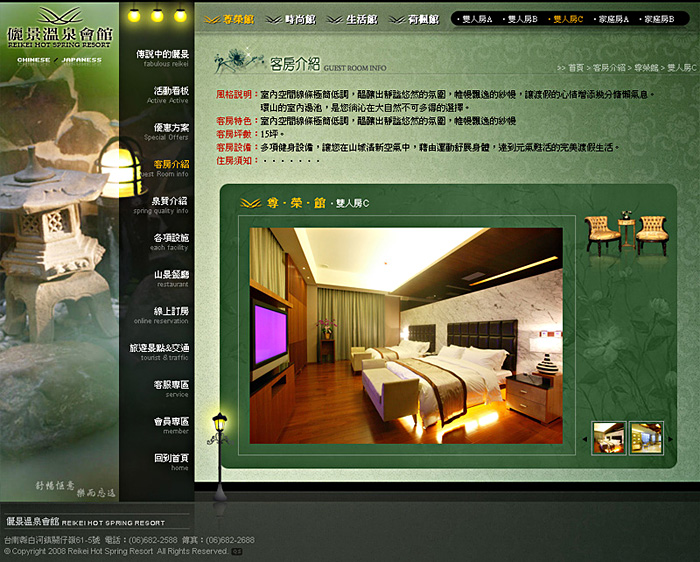 儷景溫泉會館
REIKEI HOT SPRING RESORT
CHINESE / JAPANESS
傳說中的儷景
fabulous reikei
活動看板
Active Active
優惠方案
Special Offers
客房介紹
Guest Room info
泉質介紹
spring quality info
各項設施
each facility
山景餐廳
restaurant
線上訂房
online reservation
旅遊景點&交通
tourist & traffic
客服專區
service
會員專區
member
回到首頁
home
舒暢恆意
樂而忘返
尊榮館 時尚館 生活館 荷楓館
・雙人房A ・雙人房B ・雙人房C ・家庭房A ・家庭房B
客房介紹 GUEST ROOM INFO
>> 首頁 > 客房介紹 > 尊榮館 > 雙人房C
風格說明：室內空間線條極簡低調，醞釀出靜謐悠然的氛圍，帷幔飄逸的紗幔，讓渡假的心情增添幾分慵懶氣息。
環山的室內湯池，是您滌沁在大自然不可多得的選擇。
客房特色：室內空間線條極簡低調，醞釀出靜謐悠然的氛圍，帷幔飄逸的紗幔
客房坪數：15坪。
客房設備：多項健身設備，讓您在山城清新空氣中，藉由運動舒展身體，達到元氣甦活的完美渡假生活。
住房須知：・・・・・・・
尊・榮・館・雙人房C
儷景溫泉會館 REIKEI HOT SPRING RESORT
台南縣白河鎮關仔嶺61-5號 電話：(06)682-2588 傳真：(06)682-2688
© Copyright 2008 Reikei Hot Spring Resort All Rights Reserved.